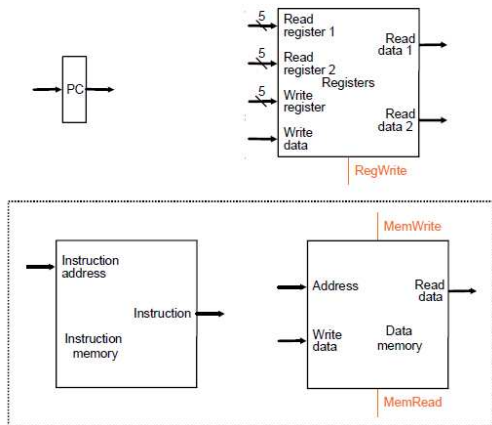 PC
5
Read
register 1
5
Read
register 2
5
Write
register
Write
data
Registers
Read
data 1
Read
data 2
RegWrite
Instruction
address
Instruction
Instruction
memory
MemWrite
Address
Write
data
Read
data
Data
memory
MemRead